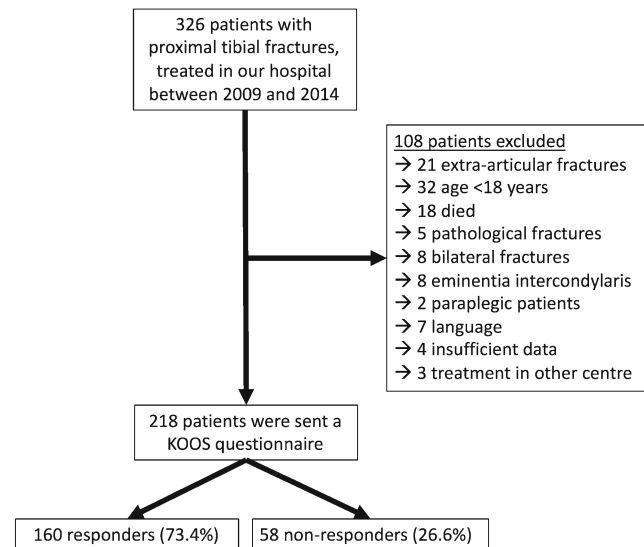 326 patients with
proximal tibial fractures,
treated in our hospital
between 2009 and 2014
108 patients excluded
→ 21 extra-articular fractures
→ 32 age <18 years
→ 18 died
→ 5 pathological fractures
→ 8 bilateral fractures
→ 8 eminentia intercondylaris
→ 2 paraplegic patients
→ 7 language
→ 4 insufficient data
→ 3 treatment in other centre
218 patients were sent a
KOOS questionnaire
160 responders (73.4%)
58 non-responders (26.6%)